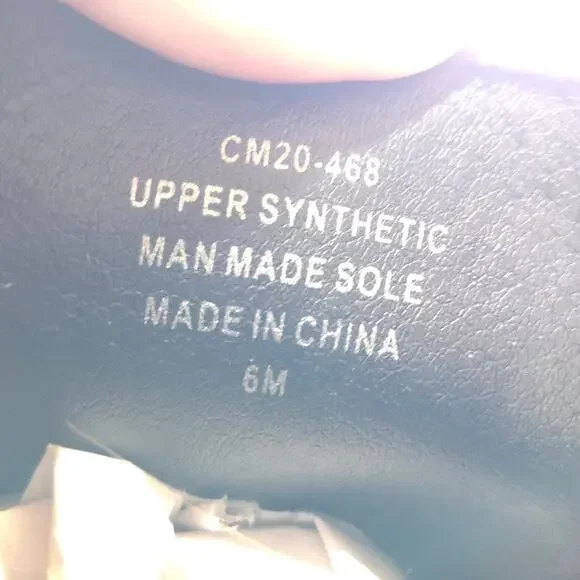 CM20-468
UPPER SYNTHETIC
MAN MADE SOLE
MADE IN CHINA
6M